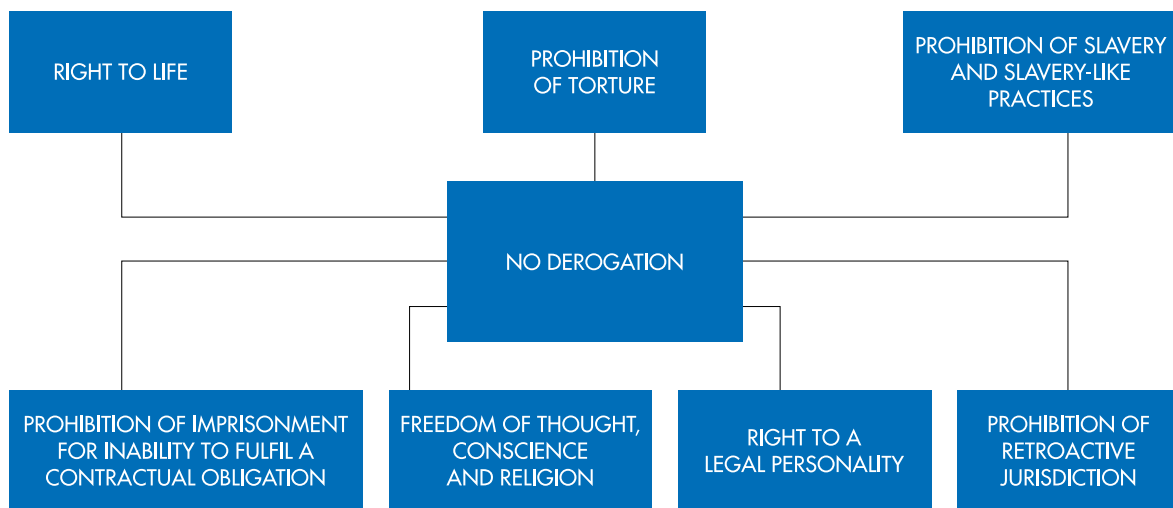 RIGHT TO LIFE
PROHIBITION
OF TORTURE
PROHIBITION OF SLAVERY
AND SLAVERY-LIKE
PRACTICES
NO DEROGATION
PROHIBITION OF IMPRISONMENT
FOR INABILITY TO FULFIL A
CONTRACTUAL OBLIGATION
FREEDOM OF THOUGHT,
CONSCIENCE
AND RELIGION
RIGHT TO A
LEGAL PERSONALITY
PROHIBITION OF
RETROACTIVE
JURISDICTION